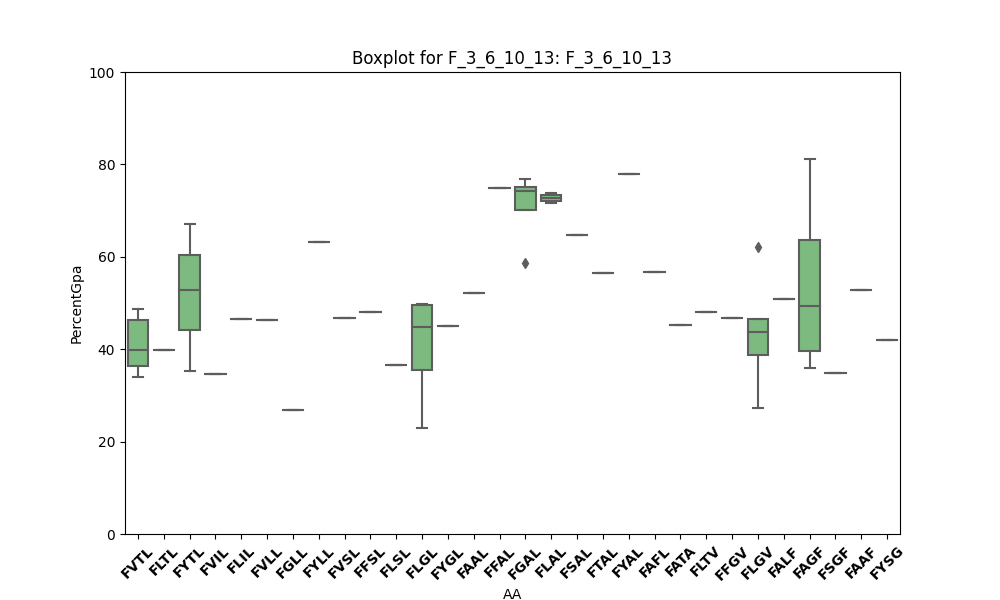 Boxplot for F_3_6_10_13: F_3_6_10_13
PercentGpa
100
80
60
40
20
0
FVTL FLTL FYTL FVIL FLIL FVLL FGLL FYLL FVSL FFSL FLSL FLGL FYGL FAAL FFAL FGAL FLAL FSAL FTAL FYAL FAFL FATA FLTV FFGV FLGV FALF FAGF FSGF FAAF FYSG
AA